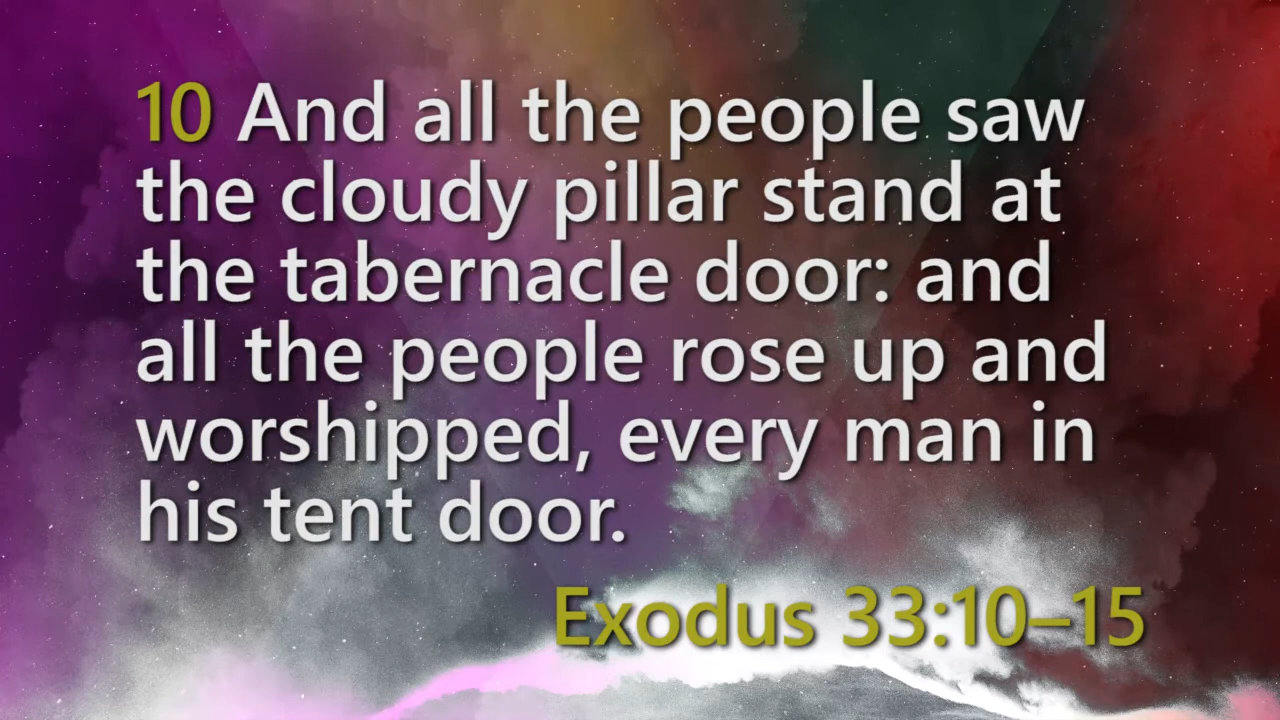 10 And all the people saw
the cloudy pillar stand at
the tabernacle door: and
all the people rose up and
worshipped, every man in
his tent door.
Exodus 33:10–15